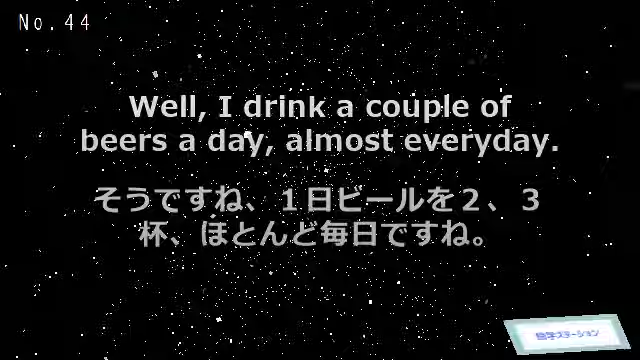 No.44
Well, I drink a couple of
beers a day, almost everyday.
そうですね、１日ビールを２、３
杯、ほとんど毎日ですね。